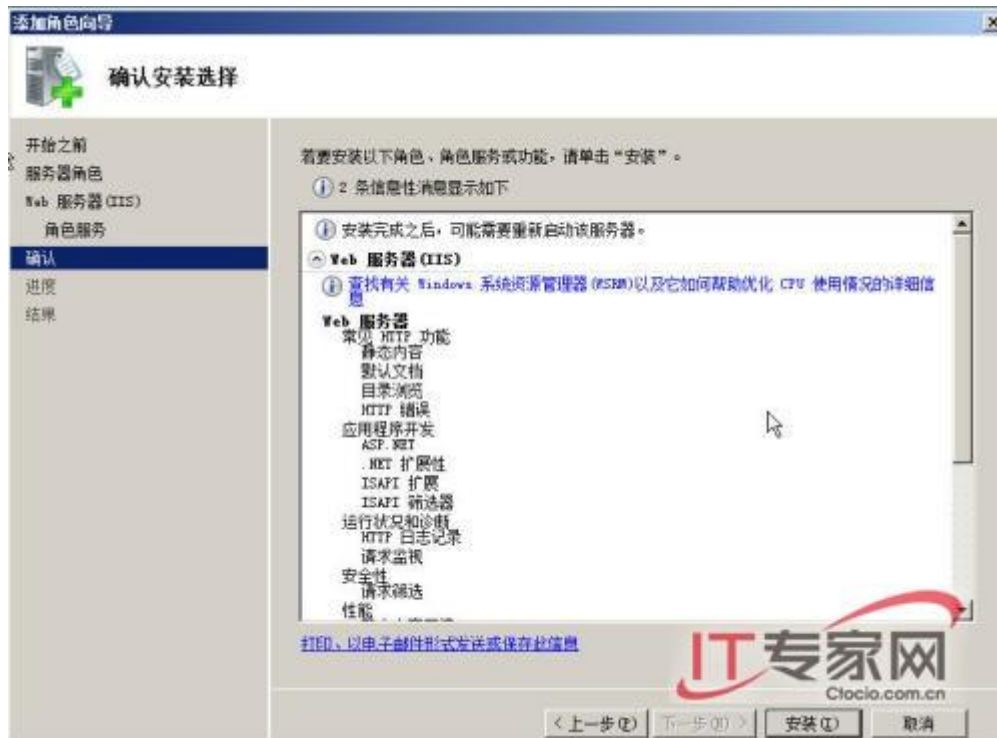 添加角色向导
确认安装选择
开始之前
服务器角色
Web 服务器(IIS)
角色服务
确认
进度
结果
若要安装以下角色、角色服务或功能，请单击“安装”。
2 条信息性消息显示如下
安装完成之后，可能需要重新启动该服务器。
Web 服务器(IIS)
查找有关 Windows 系统资源管理器(WSRM)以及它如何帮助优化 CPU 使用情况的详细信
息
Web 服务器
常见 HTTP 功能
静态内容
默认文档
目录浏览
HTTP 错误
应用程序开发
ASP.NET
.NET 扩展性
ISAPI 扩展
ISAPI 筛选器
运行状况和诊断
HTTP 日志记录
请求监视
安全性
请求筛选
性能
打印、以电子邮件形式发送或保存此信息
IT专家网
Ctocio.com.cn
<上一步(P) 下一步(N)> 安装(I) 取消